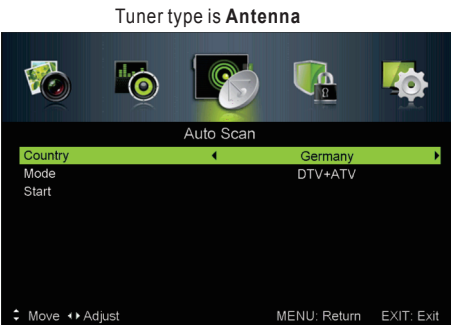 Tuner type is Antenna
Auto Scan
Country Germany
Mode DTV+ATV
Start
Move Adjust MENU: Return EXIT: Exit